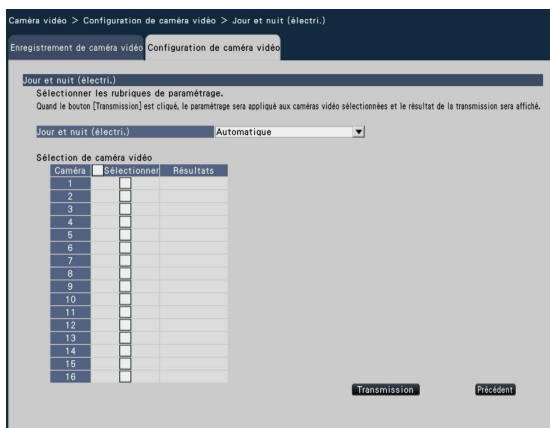 Caméra vidéo > Configuration de caméra vidéo > Jour et nuit (électri.)
Enregistrement de caméra vidéo Configuration de caméra vidéo
Jour et nuit (électri.)
Sélectionner les rubriques de paramétrage.
Quand le bouton [Transmission] est cliqué, le paramétrage sera appliqué aux caméras vidéo sélectionnées et le résultat de la transmission sera affiché.
Jour et nuit (électri.) Automatique
Sélection de caméra vidéo
Caméra Sélectionner Résultats
1
2
3
4
5
6
7
8
9
10
11
12
13
14
15
16
Transmission Précédent